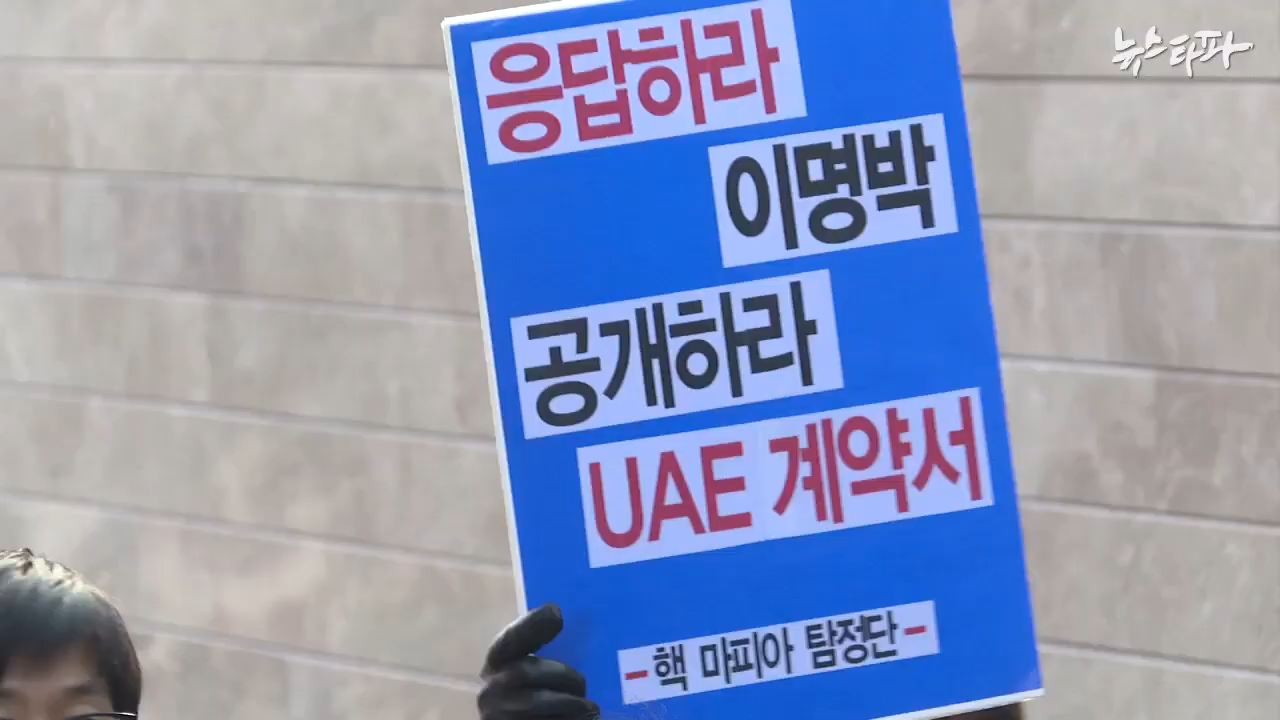 뉴스타파
응답하라
이명박
공개하라
UAE 계약서
-핵 마피아 탐정단-